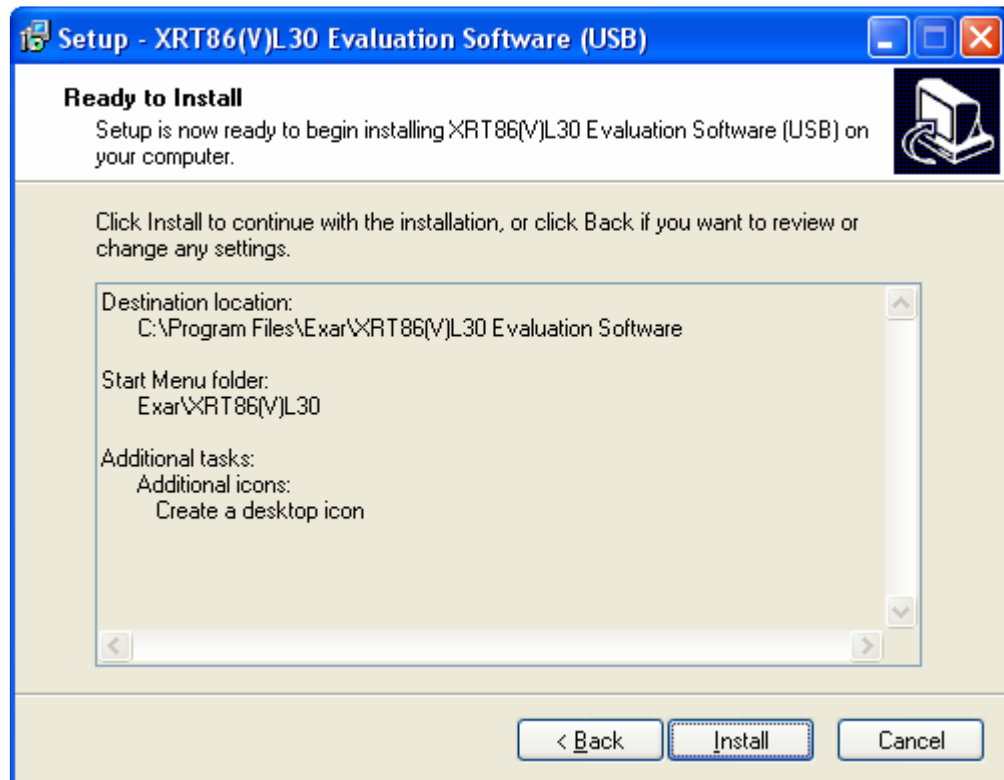 Setup - XRT86(V)L30 Evaluation Software (USB)
Ready to Install
Setup is now ready to begin installing XRT86(V)L30 Evaluation Software (USB) on
your computer.
Click Install to continue with the installation, or click Back if you want to review or
change any settings.
Destination location:
C:\Program Files\Exar\XRT86(V)L30 Evaluation Software
Start Menu folder:
Exar\XRT86(V)L30
Additional tasks:
Additional icons:
Create a desktop icon
< Back
Install
Cancel